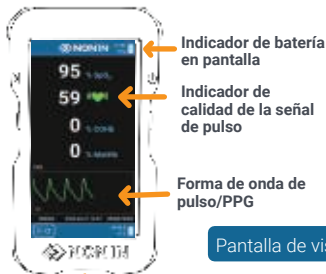 NONIN
Indicador de batería
en pantalla
95
59
Indicador de
calidad de la señal
de pulso
0
0
Forma de onda de
pulso/PPG
Pantalla de vis